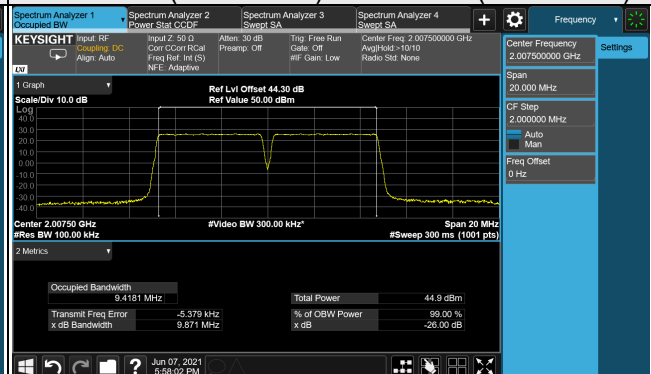 Spectrum Analyzer 1
Occupied BW
Spectrum Analyzer 2
Power Stat CCDF
Spectrum Analyzer 3
Swept SA
Spectrum Analyzer 4
Swept SA
+
Frequency
KEYSIGHT
LXI
Input: RF
Coupling: DC
Align: Auto
Input Z: 50 Ω
Corr CCorr RCal
Freq Ref: Int (S)
NFE: Adaptive
Atten: 30 dB
Preamp: Off
Trig: Free Run
Gate: Off
#IF Gain: Low
Center Freq: 2.007500000 GHz
Avg|Hold:>10/10
Radio Std: None
Center Frequency
2.007500000 GHz
Settings
Span
20.000 MHz
CF Step
2.000000 MHz
Auto
Man
Freq Offset
0 Hz
1 Graph
Scale/Div 10.0 dB
Ref Lvl Offset 44.30 dB
Ref Value 50.00 dBm
Log
40.0
30.0
20.0
10.0
0.00
-10.0
-20.0
-30.0
-40.0
Center 2.00750 GHz
#Res BW 100.00 kHz
#Video BW 300.00 kHz*
Span 20 MHz
#Sweep 300 ms (1001 pts)
2 Metrics
Occupied Bandwidth
9.4181 MHz
Total Power 44.9 dBm
Transmit Freq Error -5.379 kHz
% of OBW Power 99.00 %
x dB Bandwidth 9.871 MHz
x dB -26.00 dB
?
Jun 07, 2021
5:58:02 PM